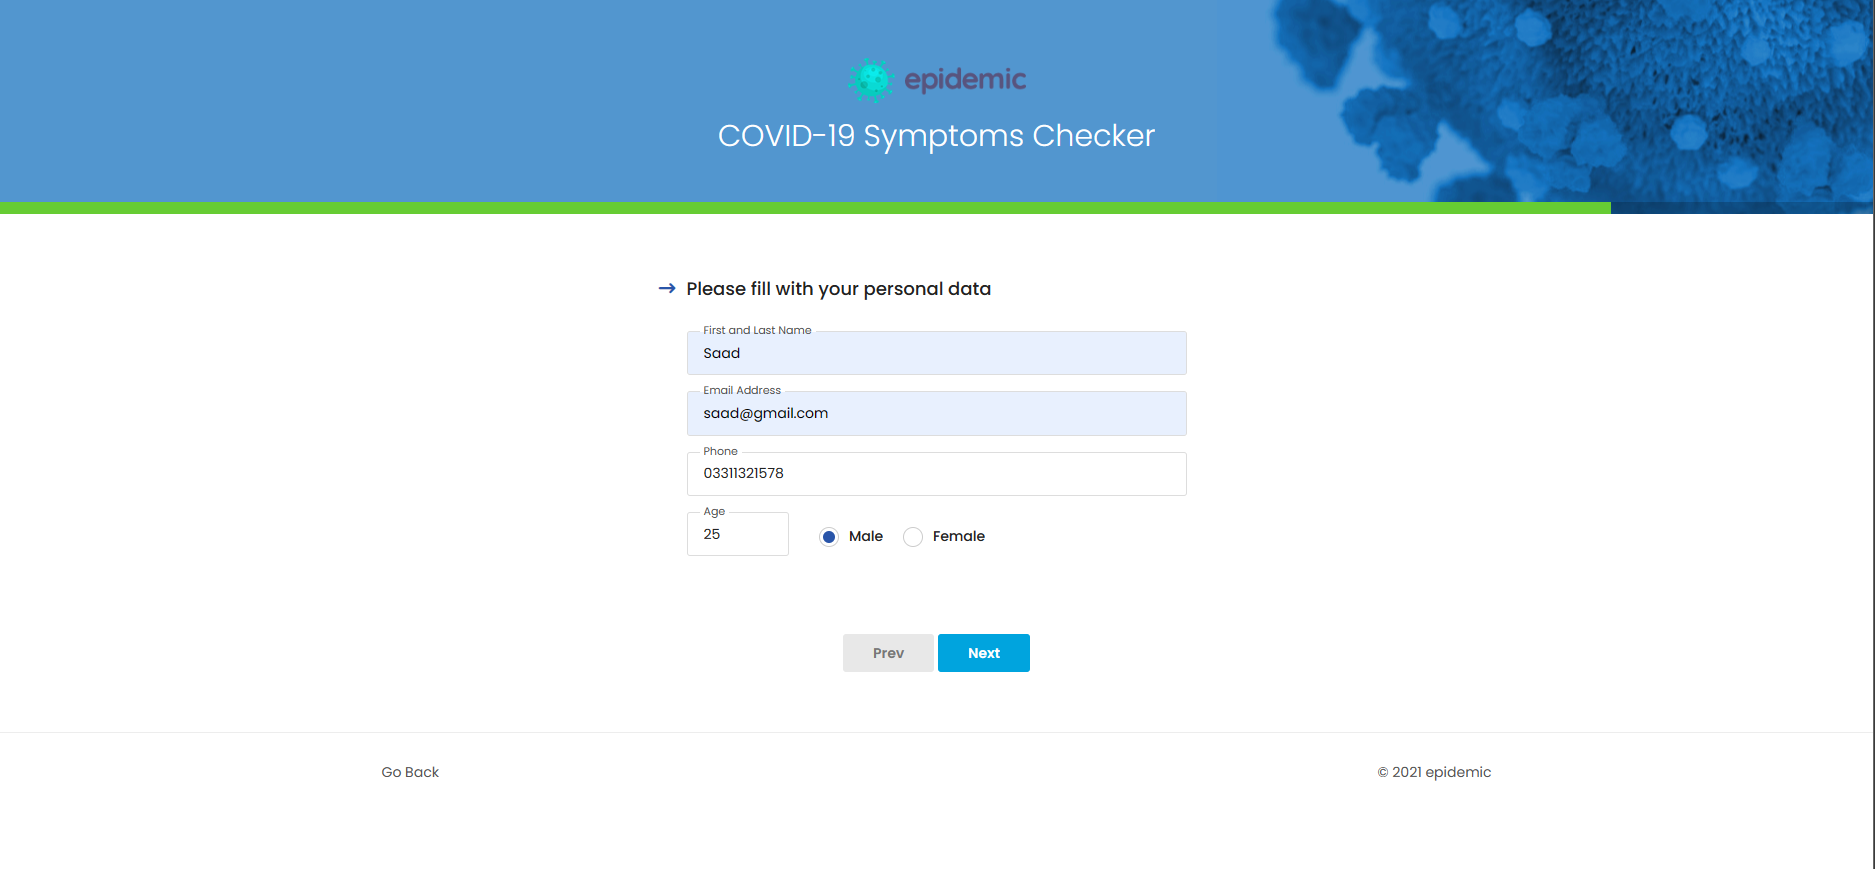 epidemic
COVID-19 Symptoms Checker
→ Please fill with your personal data
First and Last Name
Saad
Email Address
saad@gmail.com
Phone
03311321578
Age
25
Male Female
Prev Next
Go Back © 2021 epidemic